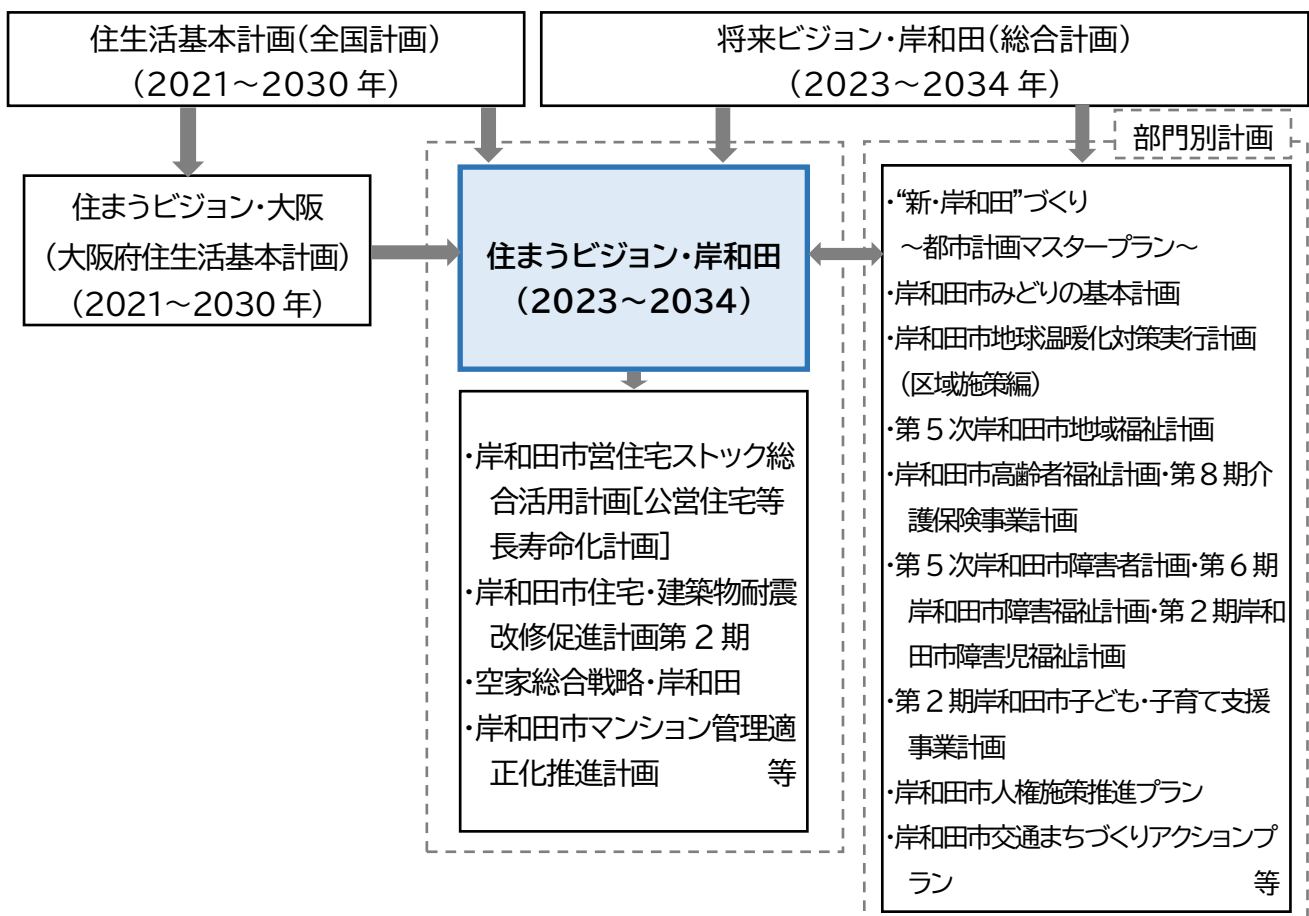 住生活基本計画(全国計画)
(2021～2030年)
将来ビジョン・岸和田(総合計画)
(2023～2034年)
部門別計画
住まうビジョン・大阪
(大阪府住生活基本計画)
(2021～2030年)
住まうビジョン・岸和田
(2023～2034)
・岸和田市営住宅ストック総
合活用計画[公営住宅等
長寿命化計画]
・岸和田市住宅・建築物耐震
改修促進計画第2期
・空家総合戦略・岸和田
・岸和田市マンション管理適
正化推進計画 等
・“新・岸和田”づくり
～都市計画マスタープラン～
・岸和田市みどりの基本計画
・岸和田市地球温暖化対策実行計画
(区域施策編)
・第5次岸和田市地域福祉計画
・岸和田市高齢者福祉計画・第8期介
護保険事業計画
・第5次岸和田市障害者計画・第6期
岸和田市障害福祉計画・第2期岸和
田市障害児福祉計画
・第2期岸和田市子ども・子育て支援
事業計画
・岸和田市人権施策推進プラン
・岸和田市交通まちづくりアクションプ
ラン 等